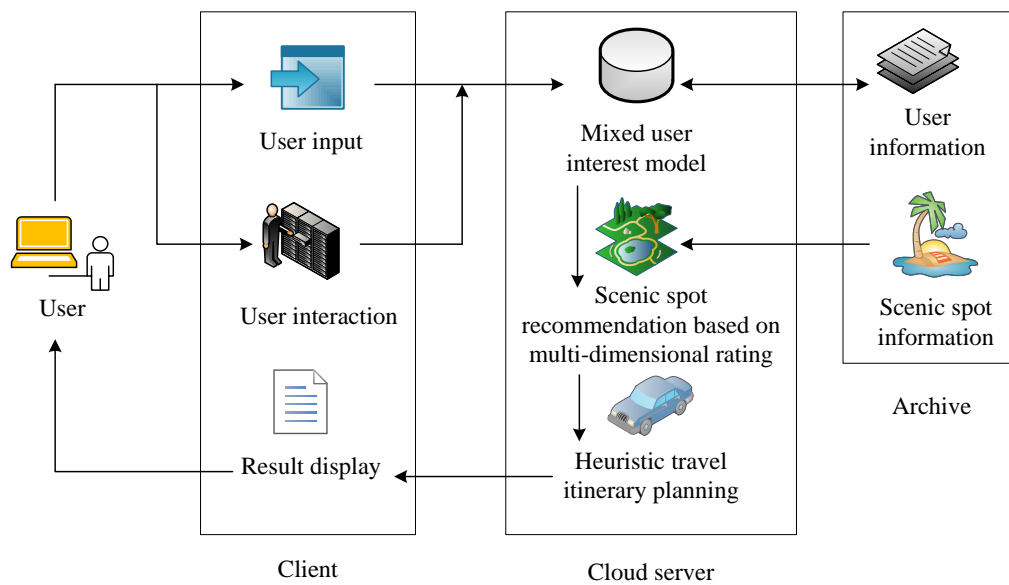 User
User input
User interaction
Result display
Client
Mixed user
interest model
Scenic spot
recommendation based on
multi-dimensional rating
Heuristic travel
itinerary planning
Cloud server
User
information
Scenic spot
information
Archive